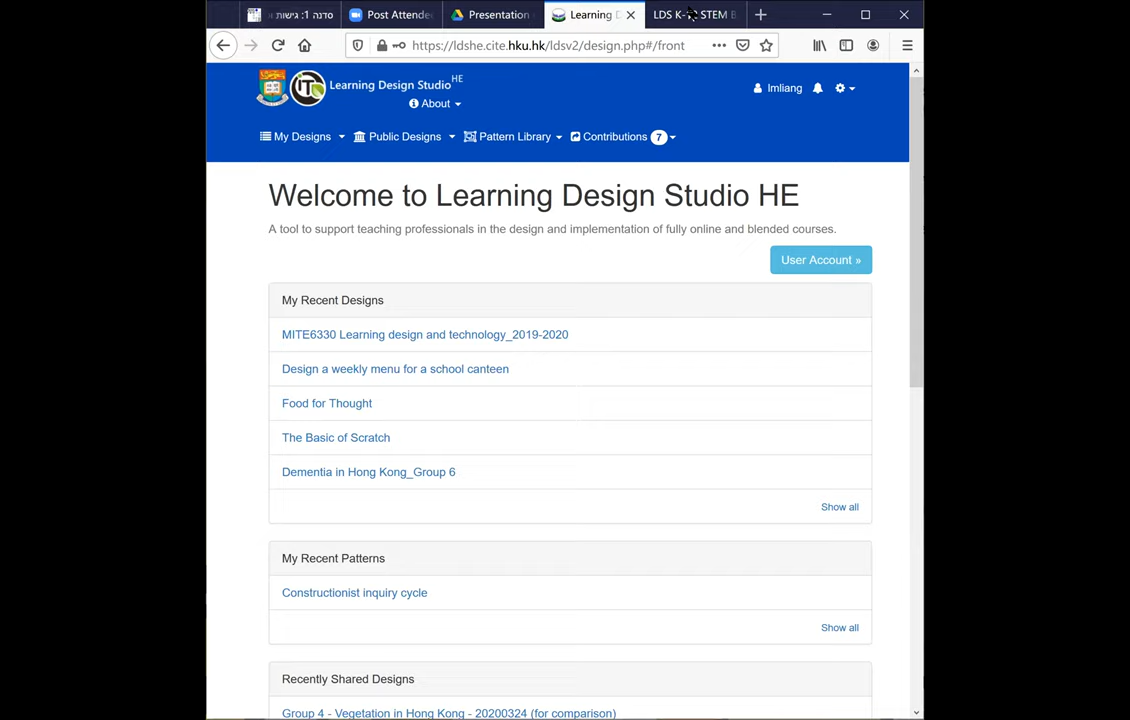 סדנה 1: גישות ו
Post Attende
Presentation
Learning D
LDS K-12 STEM B
https://ldshe.cite.hku.hk/ldsv2/design.php#/front
Learning Design Studio HE
About
lmliang
My Designs
Public Designs
Pattern Library
Contributions 7
Welcome to Learning Design Studio HE
A tool to support teaching professionals in the design and implementation of fully online and blended courses.
User Account »
My Recent Designs
MITE6330 Learning design and technology_2019-2020
Design a weekly menu for a school canteen
Food for Thought
The Basic of Scratch
Dementia in Hong Kong_Group 6
Show all
My Recent Patterns
Constructionist inquiry cycle
Show all
Recently Shared Designs
Group 4 - Vegetation in Hong Kong - 20200324 (for comparison)